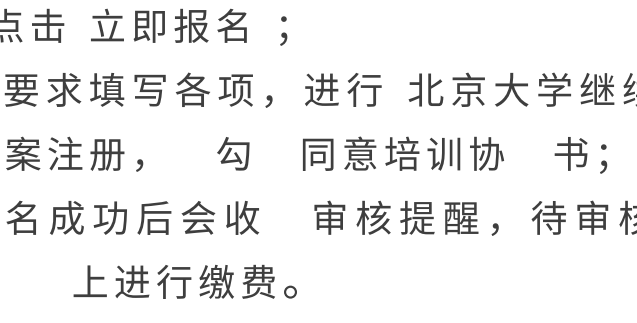 点击 立即报名 ；
要求填写各项，进行 北京大学继续
案注册， 勾 同意培训协 书；
名成功后会收 审核提醒，待审核
上进行缴费。